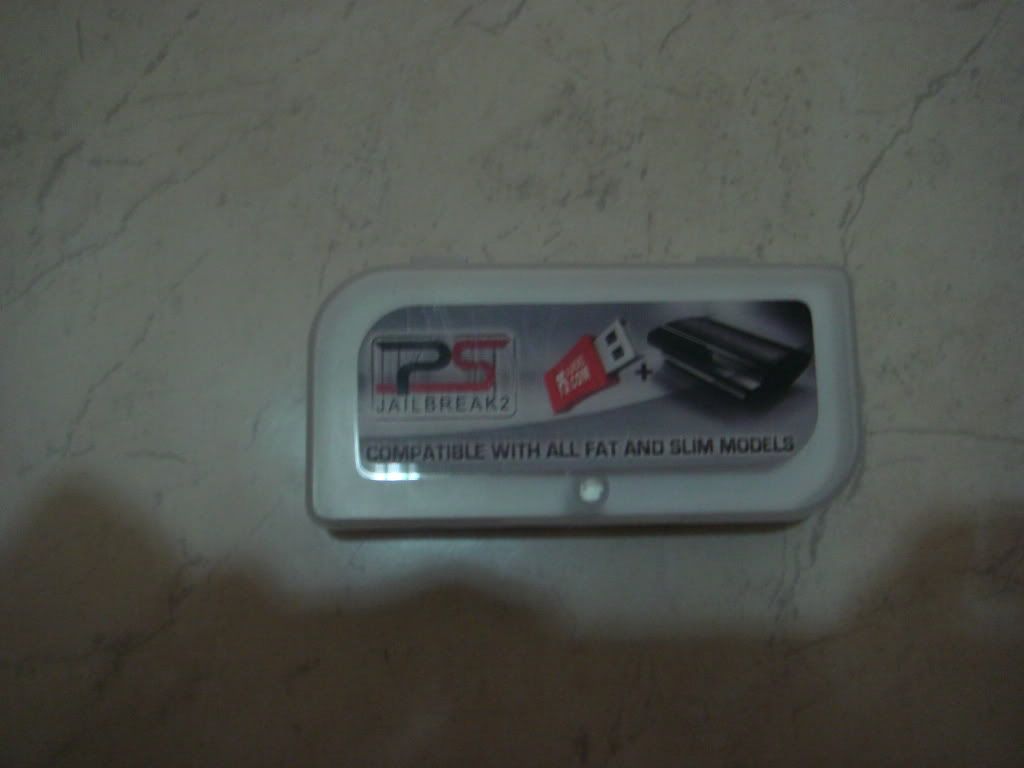 PS
JAILBREAK2
+
COMPATIBLE WITH ALL FAT AND SLIM MODELS